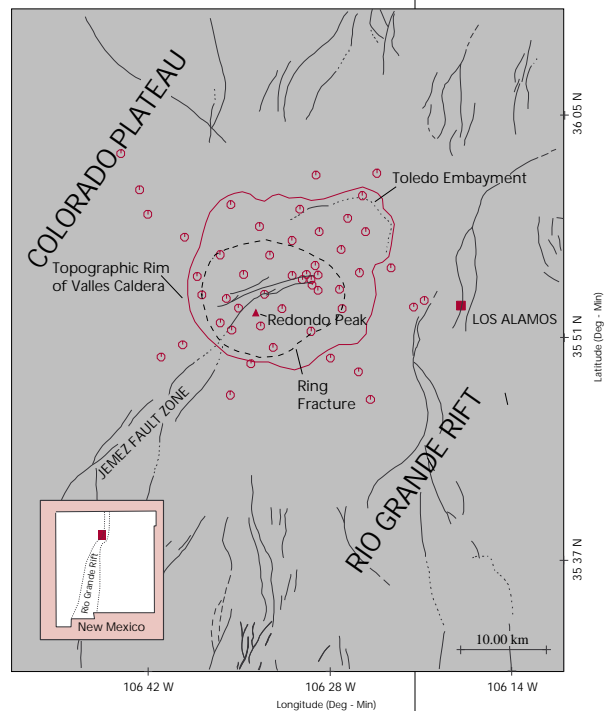 COLORADO PLATEAU
36 05 N
Toledo Embayment
Topographic Rim
of Valles Caldera
LOS ALAMOS
Redondo Peak
35 51 N
Latitude (Deg - Min)
Ring
Fracture
JEMEZ FAULT ZONE
RIO GRANDE RIFT
35 37 N
Rio Grande Rift
New Mexico
10.00 km
106 42 W
106 28 W
106 14 W
Longitude (Deg - Min)